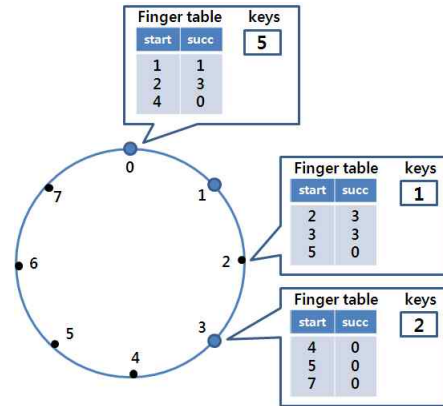 Finger table keys
start succ 5
1 1
2 3
4 0
0
7
1
Finger table keys
start succ 1
2 3
3 3
5 0
6
2
Finger table keys
start succ 2
4 0
5 0
7 0
5
3
4